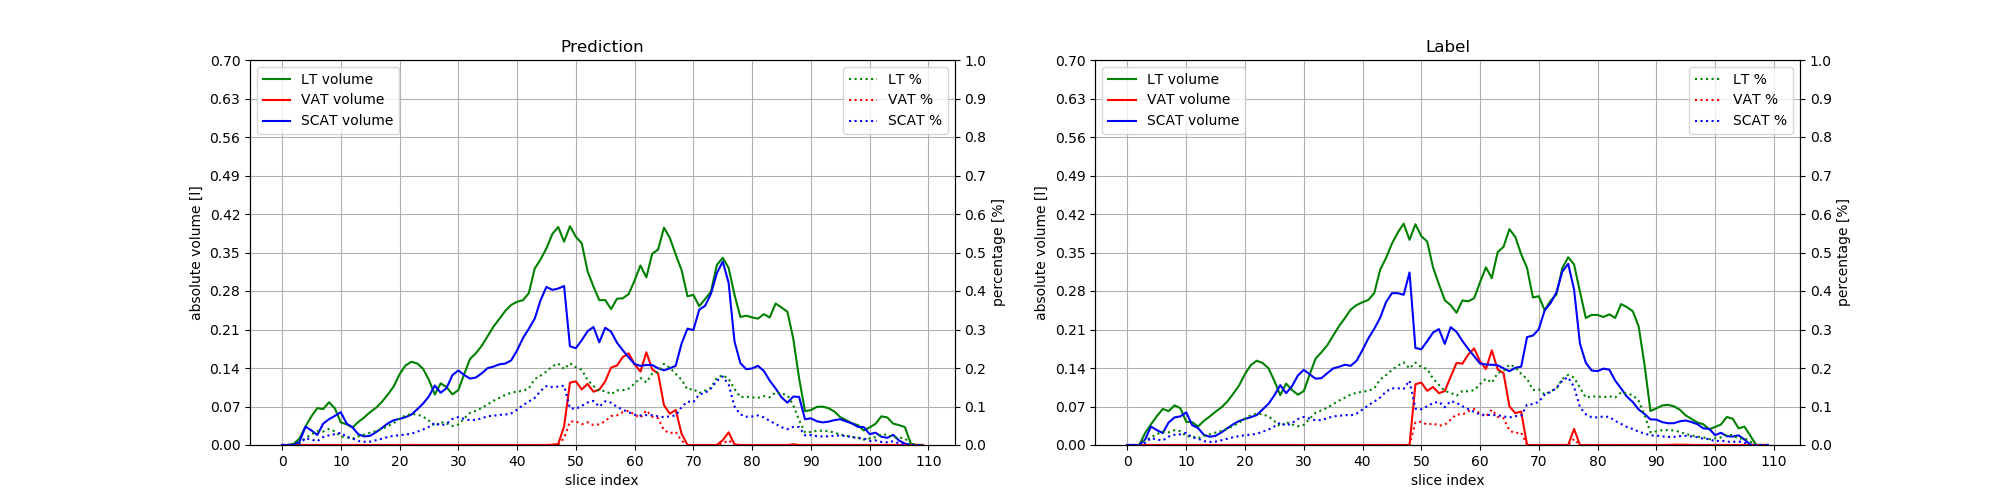 Prediction
absolute volume [l]
0.70
0.63
0.56
0.49
0.42
0.35
0.28
0.21
0.14
0.07
0.00
LT volume
VAT volume
SCAT volume
LT %
VAT %
SCAT %
1.0
0.9
0.8
0.7
0.6
0.5
0.4
0.3
0.2
0.1
0.0
percentage [%]
0 10 20 30 40 50 60 70 80 90 100 110
slice index
Label
absolute volume [l]
0.70
0.63
0.56
0.49
0.42
0.35
0.28
0.21
0.14
0.07
0.00
LT volume
VAT volume
SCAT volume
LT %
VAT %
SCAT %
1.0
0.9
0.8
0.7
0.6
0.5
0.4
0.3
0.2
0.1
0.0
percentage [%]
0 10 20 30 40 50 60 70 80 90 100 110
slice index